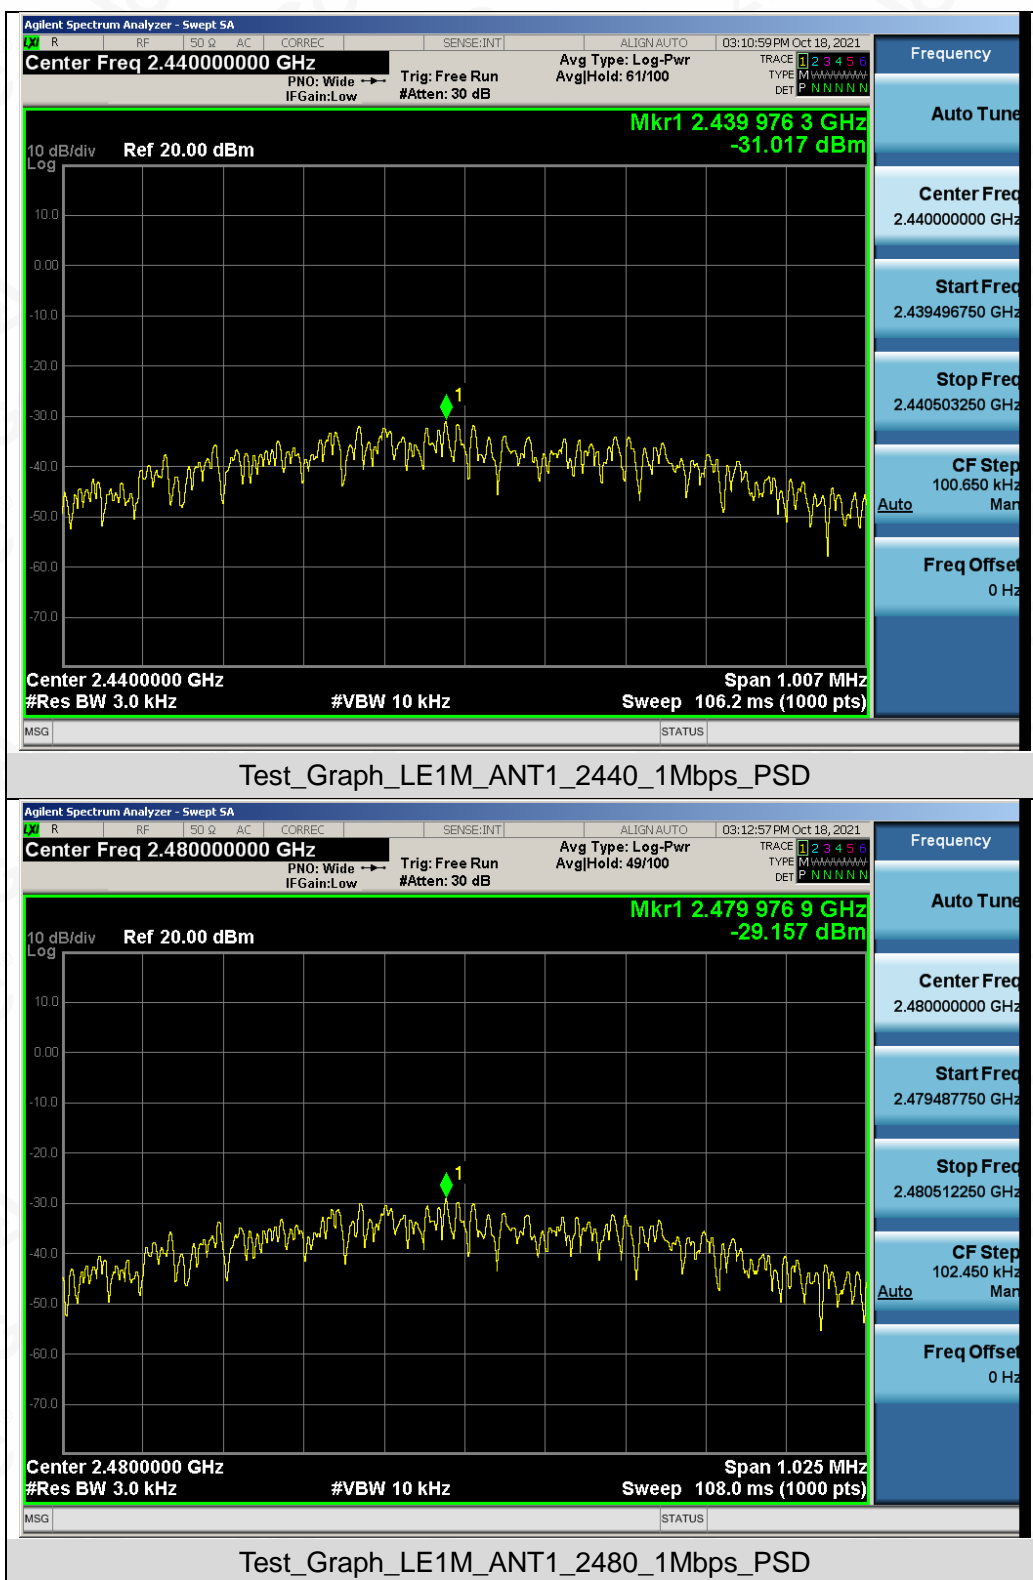 Agilent Spectrum Analyzer - Swept SA
LXI R RF 50 Ω AC CORREC SENSE:INT ALIGN AUTO 03:10:59 PM Oct 18, 2021
Center Freq 2.440000000 GHz
PNO: Wide
IFGain:Low
Trig: Free Run
#Atten: 30 dB
Avg Type: Log-Pwr
Avg|Hold: 61/100
TRACE 1 2 3 4 5 6
TYPE M WWWWW
DET P N N N N N
Mkr1 2.439 976 3 GHz
-31.017 dBm
10 dB/div Ref 20.00 dBm
Log
10.0
0.00
-10.0
-20.0
-30.0
-40.0
-50.0
-60.0
-70.0
1
Center 2.4400000 GHz Span 1.007 MHz
#Res BW 3.0 kHz #VBW 10 kHz Sweep 106.2 ms (1000 pts)
MSG STATUS
Frequency
Auto Tune
Center Freq
2.440000000 GHz
Start Freq
2.439496750 GHz
Stop Freq
2.440503250 GHz
CF Step
100.650 kHz
Auto Man
Freq Offset
0 Hz
Test_Graph_LE1M_ANT1_2440_1Mbps_PSD
Agilent Spectrum Analyzer - Swept SA
LXI R RF 50 Ω AC CORREC SENSE:INT ALIGN AUTO 03:12:57 PM Oct 18, 2021
Center Freq 2.480000000 GHz
PNO: Wide
IFGain:Low
Trig: Free Run
#Atten: 30 dB
Avg Type: Log-Pwr
Avg|Hold: 49/100
TRACE 1 2 3 4 5 6
TYPE M WWWWW
DET P N N N N N
Mkr1 2.479 976 9 GHz
-29.157 dBm
10 dB/div Ref 20.00 dBm
Log
10.0
0.00
-10.0
-20.0
-30.0
-40.0
-50.0
-60.0
-70.0
1
Center 2.4800000 GHz Span 1.025 MHz
#Res BW 3.0 kHz #VBW 10 kHz Sweep 108.0 ms (1000 pts)
MSG STATUS
Frequency
Auto Tune
Center Freq
2.480000000 GHz
Start Freq
2.479487750 GHz
Stop Freq
2.480512250 GHz
CF Step
102.450 kHz
Auto Man
Freq Offset
0 Hz
Test_Graph_LE1M_ANT1_2480_1Mbps_PSD